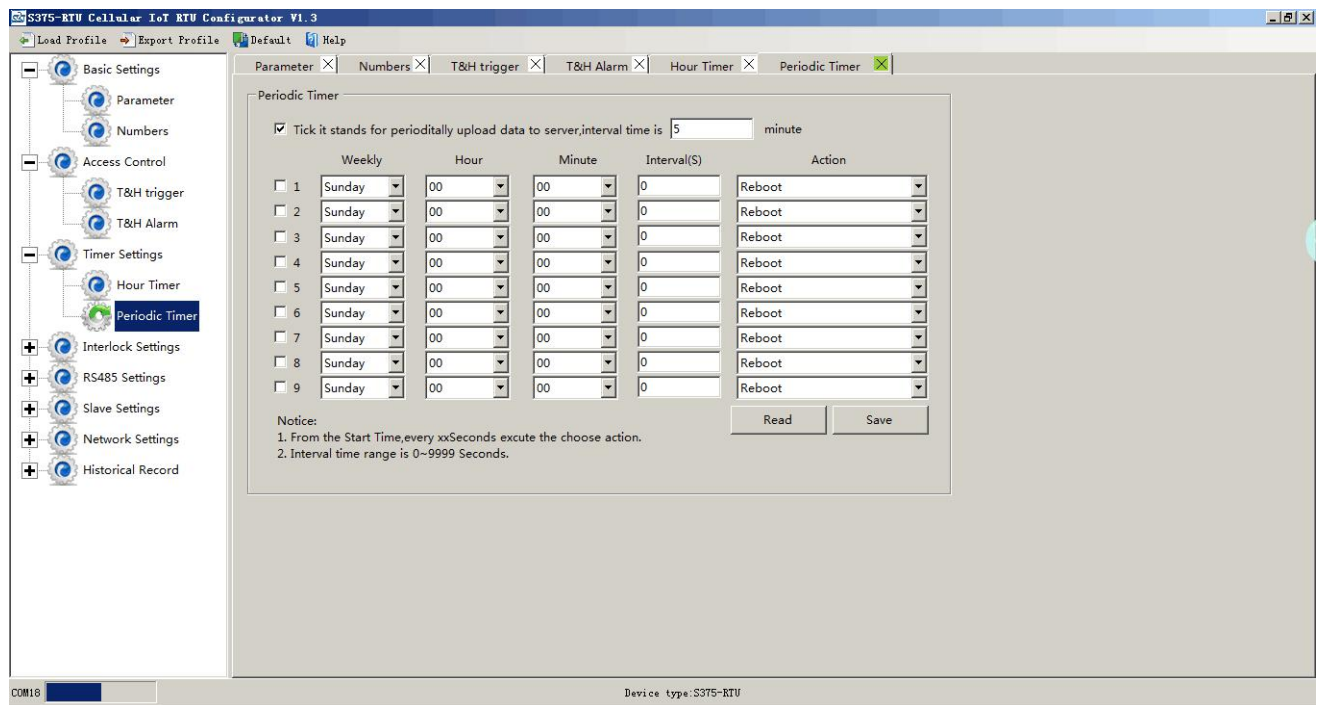 S375-RTU Cellular IoT RTU Configurator V1.3
Load Profile Export Profile Default Help
Basic Settings
Parameter
Numbers
Access Control
T&H trigger
T&H Alarm
Timer Settings
Hour Timer
Periodic Timer
Interlock Settings
RS485 Settings
Slave Settings
Network Settings
Historical Record
Parameter Numbers T&H trigger T&H Alarm Hour Timer Periodic Timer
Periodic Timer
Tick it stands for perioditally upload data to server,interval time is 5 minute
Weekly Hour Minute Interval(S) Action
1 Sunday 00 00 0 Reboot
2 Sunday 00 00 0 Reboot
3 Sunday 00 00 0 Reboot
4 Sunday 00 00 0 Reboot
5 Sunday 00 00 0 Reboot
6 Sunday 00 00 0 Reboot
7 Sunday 00 00 0 Reboot
8 Sunday 00 00 0 Reboot
9 Sunday 00 00 0 Reboot
Notice:
1. From the Start Time,every xxSeconds excute the choose action.
2. Interval time range is 0~9999 Seconds.
Read Save
COM18 Device type:S375-RTU